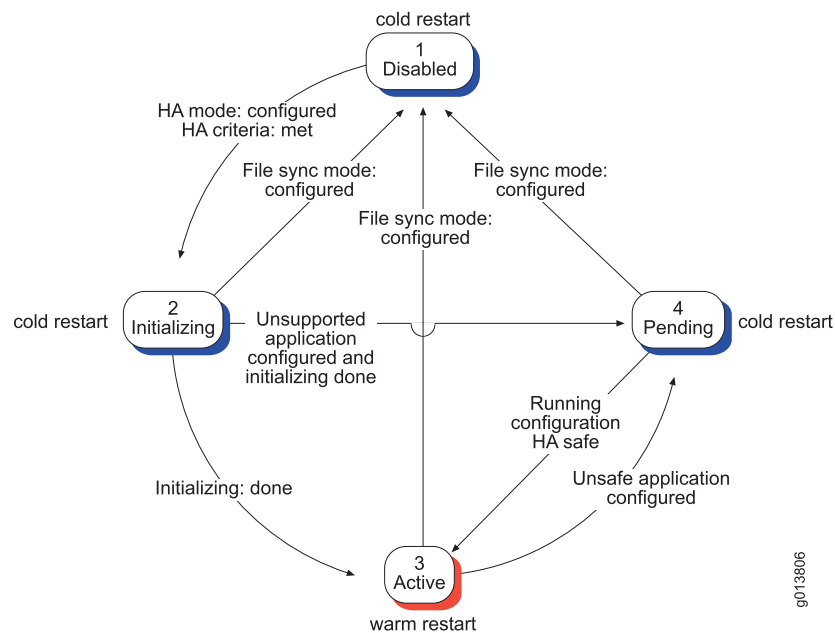 cold restart
1
Disabled
HA mode: configured
HA criteria: met
File sync mode:
configured
File sync mode:
configured
File sync mode:
configured
cold restart
2
Initializing
Unsupported
application
configured and
initializing done
4
Pending
cold restart
Running
configuration
HA safe
Unsafe application
configured
Initializing: done
3
Active
warm restart
g013806